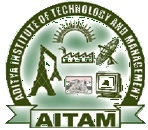 ADITYA INSTITUTE OF TECHNOLOGY AND MANAGEMENT
AITAM